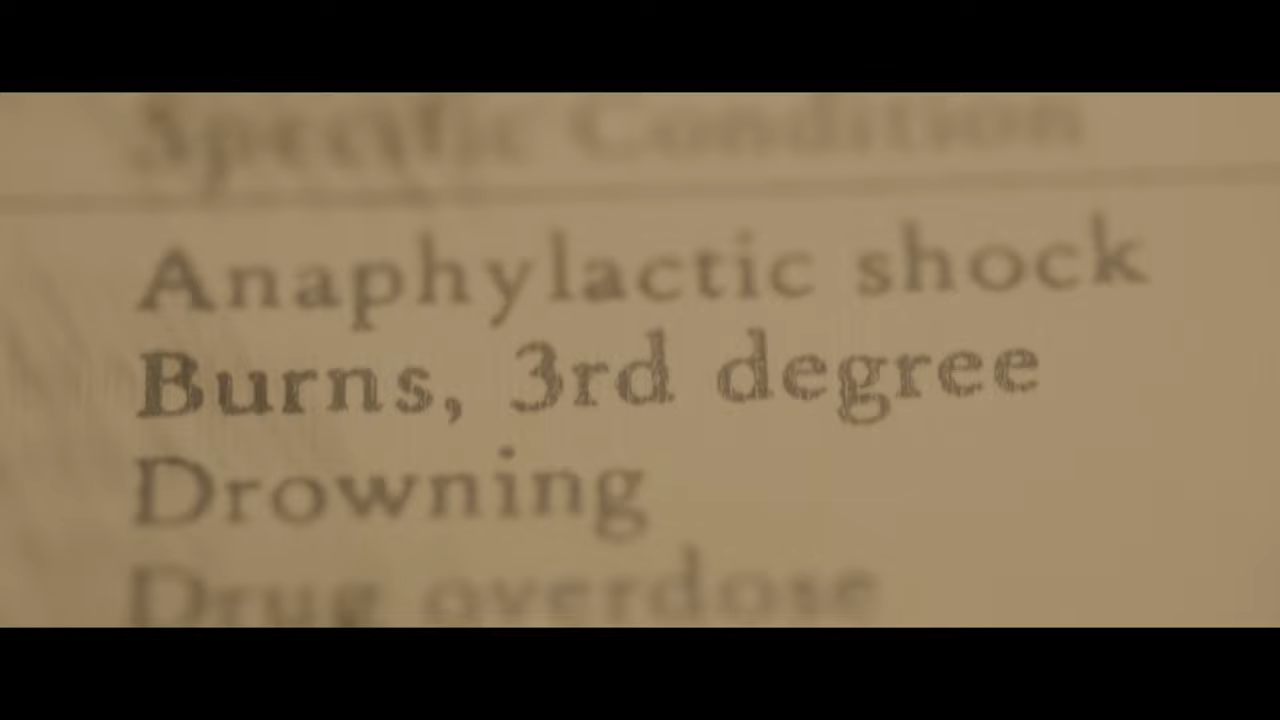 Specific Condition
Anaphylactic shock
Burns, 3rd degree
Drowning
Drug overdose